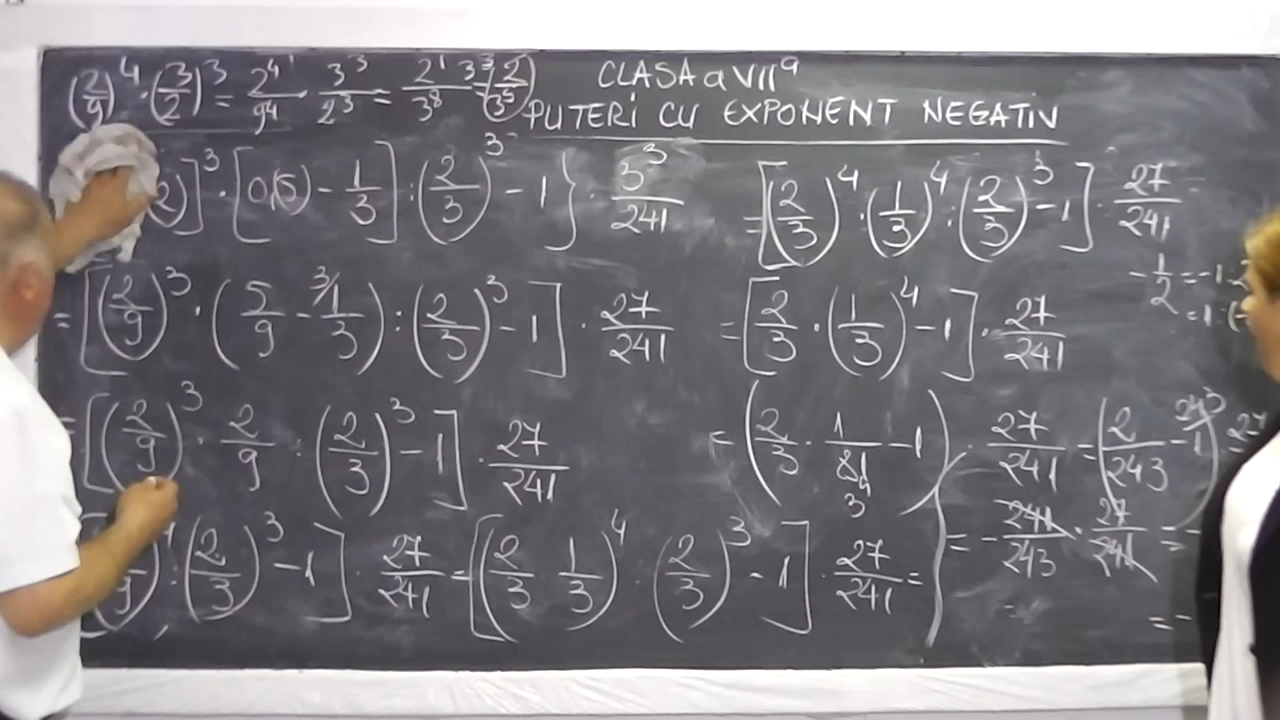 (2/9)^4 · (3/2)^3 = 2^4/9^4 · 3^3/2^3 = 2^1 3^3/3^8 = (2/3^5)
CLASA a VII^a
PUTERI CU EXPONENT NEGATIV
]^3 · [0,(5) - 1/3] : (2/3)^3 - 1} · 3^3/241
= [(2/9)^3 · (5/9 - ^3/1/3) : (2/3)^3 - 1] · 27/241
= [(2/9)^3 · 2/9 : (2/3)^3 - 1] · 27/241
: (2/3)^3 - 1] · 27/241 = [(2/3 1/3)^4 · (2/3)^3 - 1] · 27/241 =
= [(2/3)^4 · (1/3)^4 : (2/3)^3 - 1] · 27/241
= [2/3 · (1/3)^4 - 1] · 27/241
= (2/3 · 1/81 - 1) · 27/241 = (2/243 - ^243/1)
= - 241/243 · 27/241 = -
= -
- 1/2 = -1